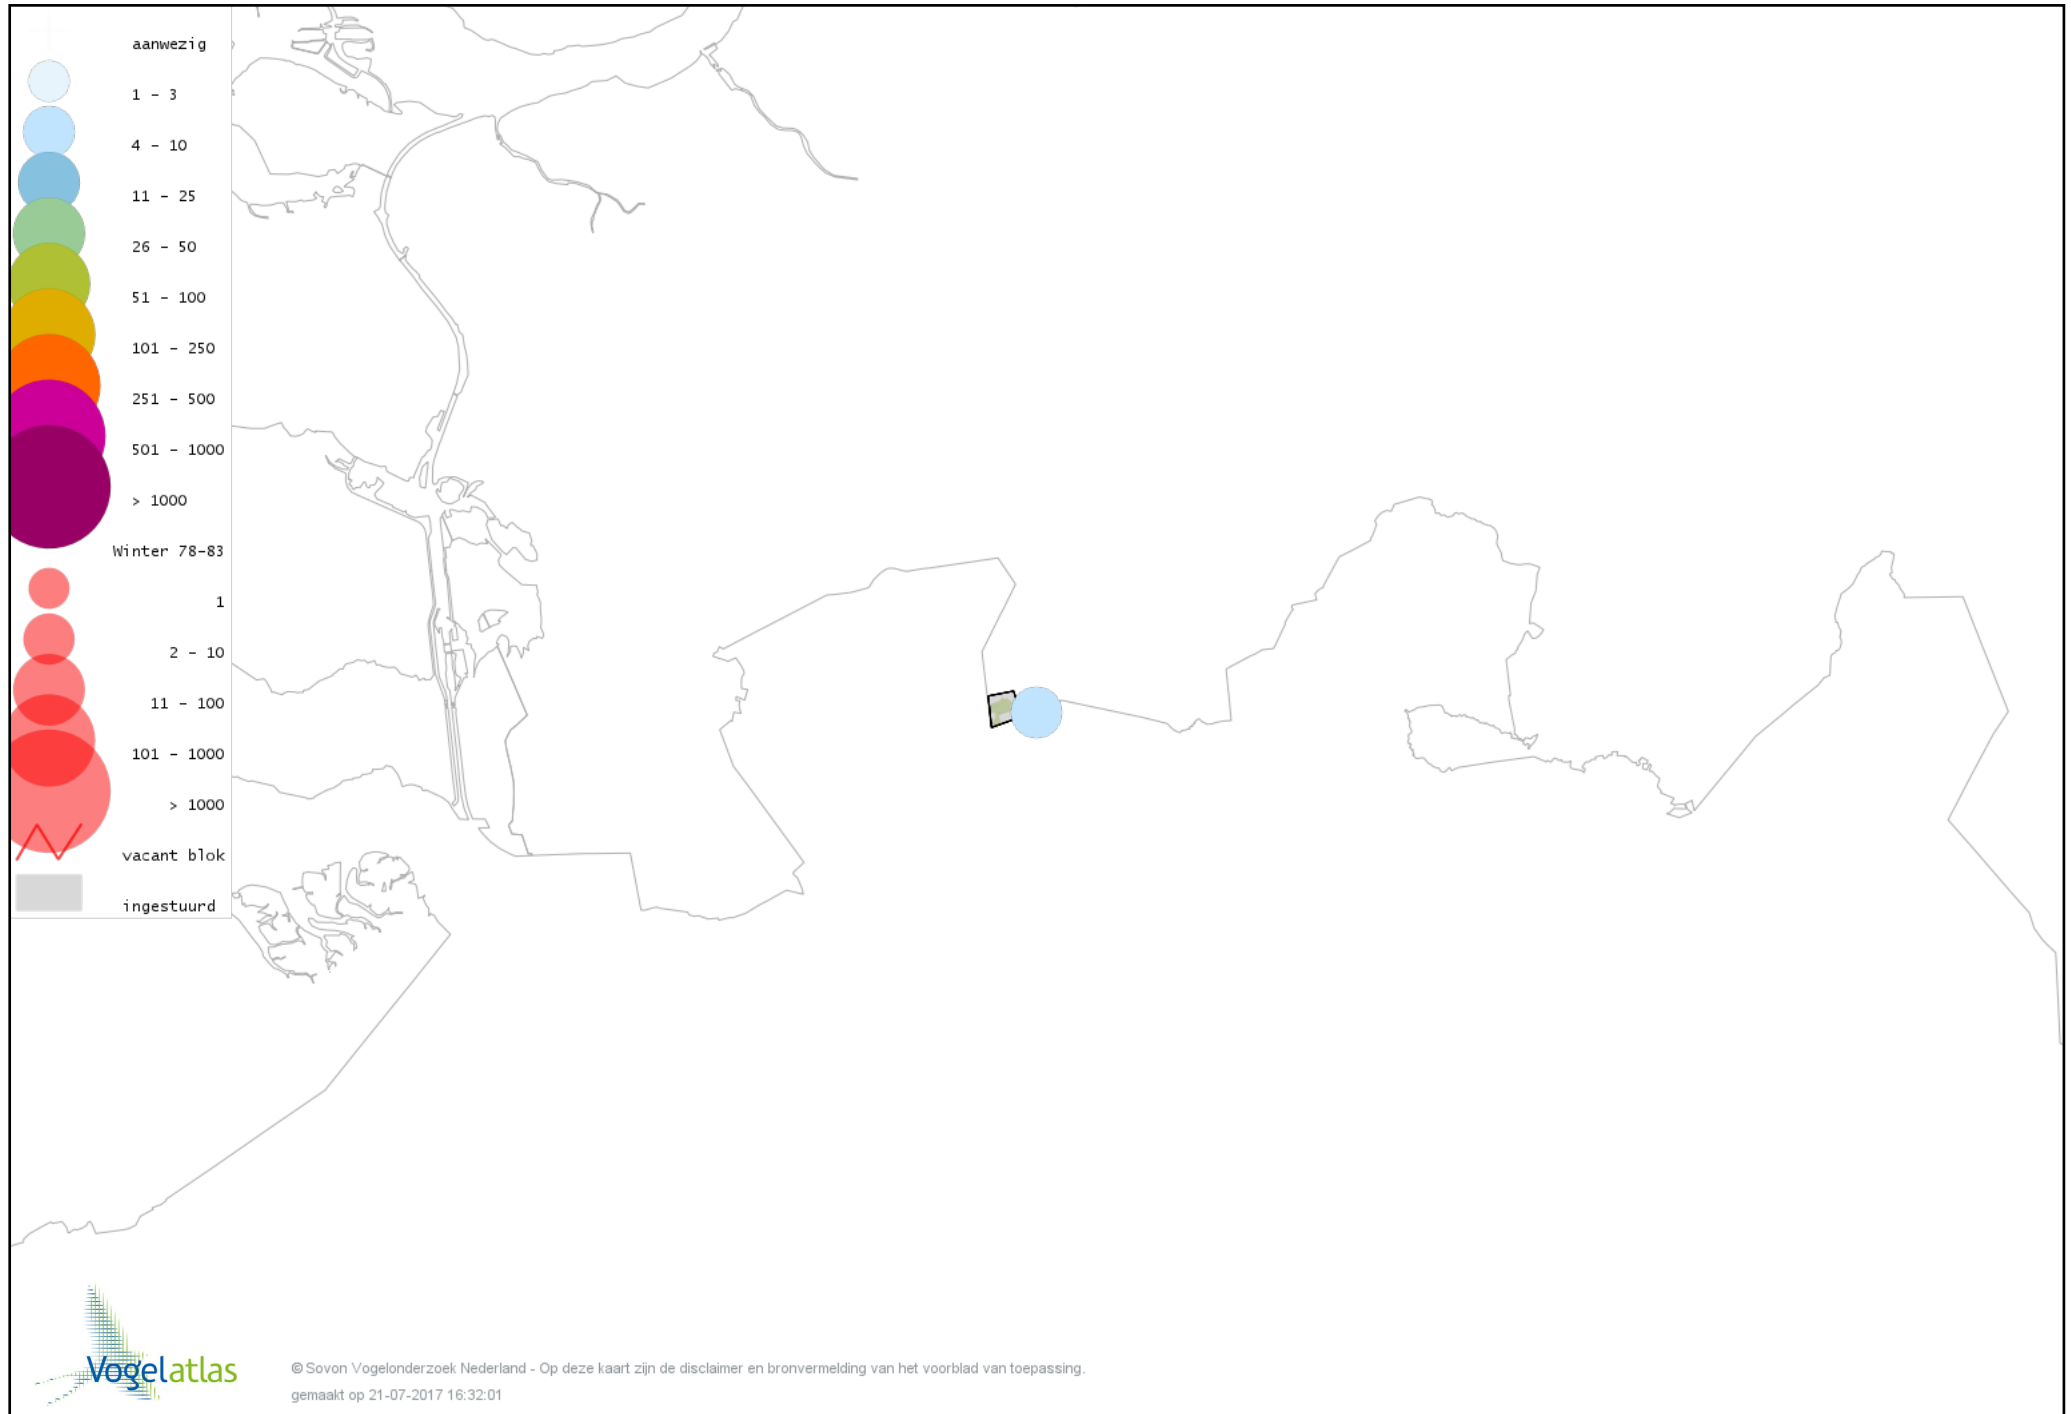 aanwezig
1 - 3
4 - 10
11 - 25
26 - 50
51 - 100
101 - 250
251 - 500
501 - 1000
> 1000
Winter 78-83
1
2 - 10
11 - 100
101 - 1000
> 1000
vacant blok
ingestuurd
Vogelatlas
© Sovon Vogelonderzoek Nederland - Op deze kaart zijn de disclaimer en bronvermelding van het voorblad van toepassing.
gemaakt op 21-07-2017 16:32:01